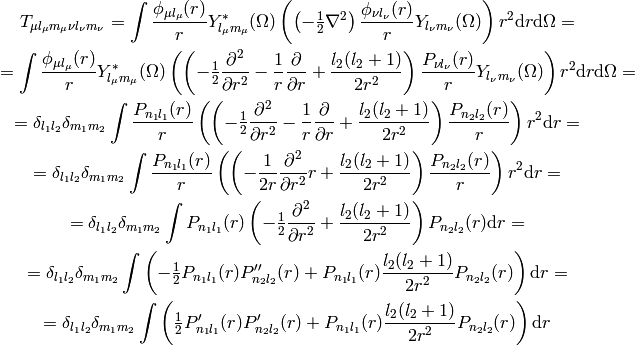 T_{\mu l_\mu m_\mu \nu l_\nu m_\nu} = \int \frac{\phi_{\mu l_\mu}(r)}{r} Y^*_{l_\mu m_\mu}(\Omega) \left( \left( -\frac{1}{2} \nabla^2 \right) \frac{\phi_{\nu l_\nu}(r)}{r} Y_{l_\nu m_\nu}(\Omega) \right) r^2 \mathrm{d}r \mathrm{d}\Omega =
= \int \frac{\phi_{\mu l_\mu}(r)}{r} Y^*_{l_\mu m_\mu}(\Omega) \left( \left( -\frac{1}{2} \frac{\partial^2}{\partial r^2} - \frac{1}{r} \frac{\partial}{\partial r} + \frac{l_2(l_2+1)}{2r^2} \right) \frac{P_{\nu l_\nu}(r)}{r} Y_{l_\nu m_\nu}(\Omega) \right) r^2 \mathrm{d}r \mathrm{d}\Omega =
= \delta_{l_1 l_2} \delta_{m_1 m_2} \int \frac{P_{n_1 l_1}(r)}{r} \left( \left( -\frac{1}{2} \frac{\partial^2}{\partial r^2} - \frac{1}{r} \frac{\partial}{\partial r} + \frac{l_2(l_2+1)}{2r^2} \right) \frac{P_{n_2 l_2}(r)}{r} \right) r^2 \mathrm{d}r =
= \delta_{l_1 l_2} \delta_{m_1 m_2} \int \frac{P_{n_1 l_1}(r)}{r} \left( \left( -\frac{1}{2r} \frac{\partial^2}{\partial r^2} r + \frac{l_2(l_2+1)}{2r^2} \right) \frac{P_{n_2 l_2}(r)}{r} \right) r^2 \mathrm{d}r =
= \delta_{l_1 l_2} \delta_{m_1 m_2} \int P_{n_1 l_1}(r) \left( -\frac{1}{2} \frac{\partial^2}{\partial r^2} + \frac{l_2(l_2+1)}{2r^2} \right) P_{n_2 l_2}(r) \mathrm{d}r =
= \delta_{l_1 l_2} \delta_{m_1 m_2} \int \left( -\frac{1}{2} P_{n_1 l_1}(r) P''_{n_2 l_2}(r) + P_{n_1 l_1}(r) \frac{l_2(l_2+1)}{2r^2} P_{n_2 l_2}(r) \right) \mathrm{d}r =
= \delta_{l_1 l_2} \delta_{m_1 m_2} \int \left( \frac{1}{2} P'_{n_1 l_1}(r) P'_{n_2 l_2}(r) + P_{n_1 l_1}(r) \frac{l_2(l_2+1)}{2r^2} P_{n_2 l_2}(r) \right) \mathrm{d}r